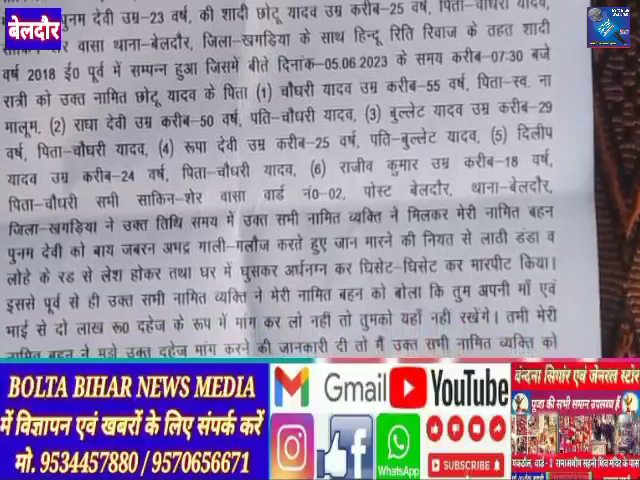 बेलदौर
पुनम देवी उम्र–23 वर्ष, की शादी छोटू यादव उम्र करीब–25 वर्ष, पिता–चौधरी यादव,
शेर वासा थाना–बेलदौर, जिला–खगड़िया के साथ हिन्दू रिति रिवाज के तहत शादी
वर्ष 2018 ई0 पूर्व में सम्पन्न हुआ जिसमें बीते दिनांक–05.06.2023 के समय करीब–07:30 बजे
रात्री को उक्त नामित छोटू यादव के पिता (1) चौधरी यादव उम्र करीब–55 वर्ष, पिता–स्व. ना
मालूम, (2) राघा देवी उम्र करीब–50 वर्ष, पति–चौधरी यादव, (3) बुल्लेट यादव उम्र करीब–29
वर्ष, पिता–चौधरी यादव, (4) रूपा देवी उम्र करीब–25 वर्ष, पति–बुल्लेट यादव, (5) दिलीप
यादव उम्र करीब–24 वर्ष, पिता–चौघरी यादव, (6) राजीव कुमार उम्र करीब–18 वर्ष,
पिता–चौधरी सभी साकिन–शेर वासा वार्ड नं0–02, पोस्ट बेलदौर, थाना–बेलदौर,
जिला–खगड़िया ने उक्त तिथि समय में उक्त सभी नामित व्यक्ति ने मिलकर मेरी नामित बहन
पुनम देवी को बाय जबरन अभद्र गाली–गलौज करते हुए जान मारने की नियत से लाठी डंडा व
लोहे के रड से लेश होकर तथा घर में घुसकर अर्धनग्न कर घिसेट–घिसेट कर मारपीट किया।
इससे पूर्व से ही उक्त सभी नामित व्यक्ति ने मेरी नामित बहन को बोला कि तुम अपनी माँ एवं
भाई से दो लाख रू0 दहेज के रूप में मांग कर लो नहीं तो तुमको यहाँ नही रखेंगे। तभी मेरी
नामित बहन ने मुझे उक्त दहेज मांग करने की जानकारी दी तो मैं उक्त सभी नामित व्यक्ति को
BOLTA BIHAR NEWS MEDIA
में विज्ञापन एवं खबरों के लिए संपर्क करें
मो. 9534457880 / 9570656671
Gmail
YouTube
WhatsApp
SUBSCRIBE
वंन्दना सिंगार एवं जेनरल स्टोर
पूजा की सभी समान उपलब्ध है